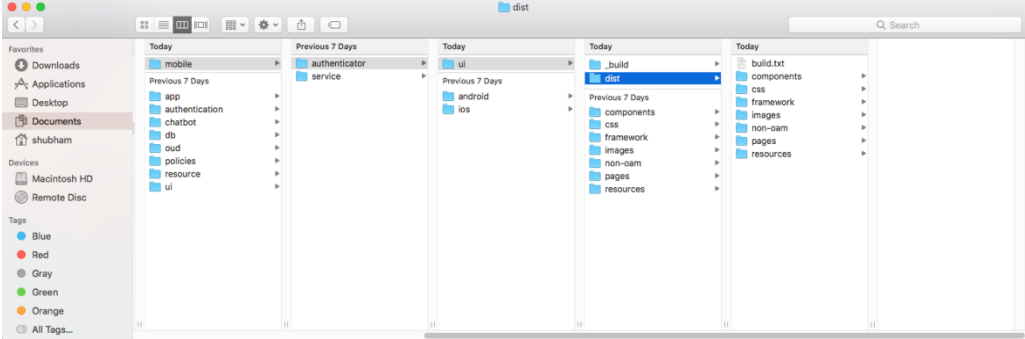 dist
Search
Favorites
Downloads
Applications
Desktop
Documents
shubham
Devices
Macintosh HD
Remote Disc
Tags
Blue
Red
Gray
Green
Orange
All Tags...
Today
mobile
Previous 7 Days
app
authentication
chatbot
db
oud
policies
resource
ui
Previous 7 Days
authenticator
service
Today
ui
Previous 7 Days
android
ios
Today
_build
dist
Previous 7 Days
components
css
framework
images
non-oam
pages
resources
Today
build.txt
components
css
framework
images
non-oam
pages
resources